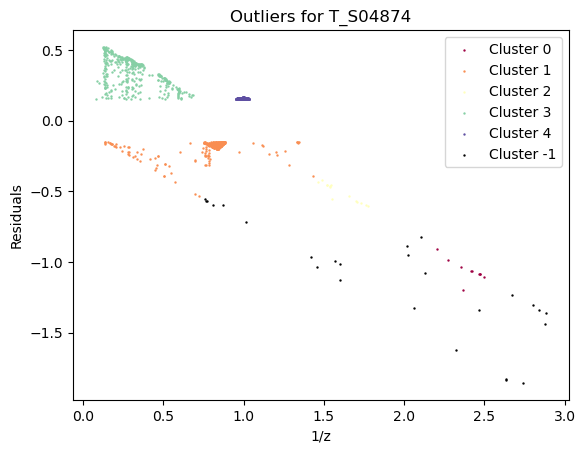 Outliers for T_S04874
Cluster 0
Cluster 1
Cluster 2
Cluster 3
Cluster 4
Cluster -1
Residuals
0.5
0.0
−0.5
−1.0
−1.5
0.0 0.5 1.0 1.5 2.0 2.5 3.0
1/z